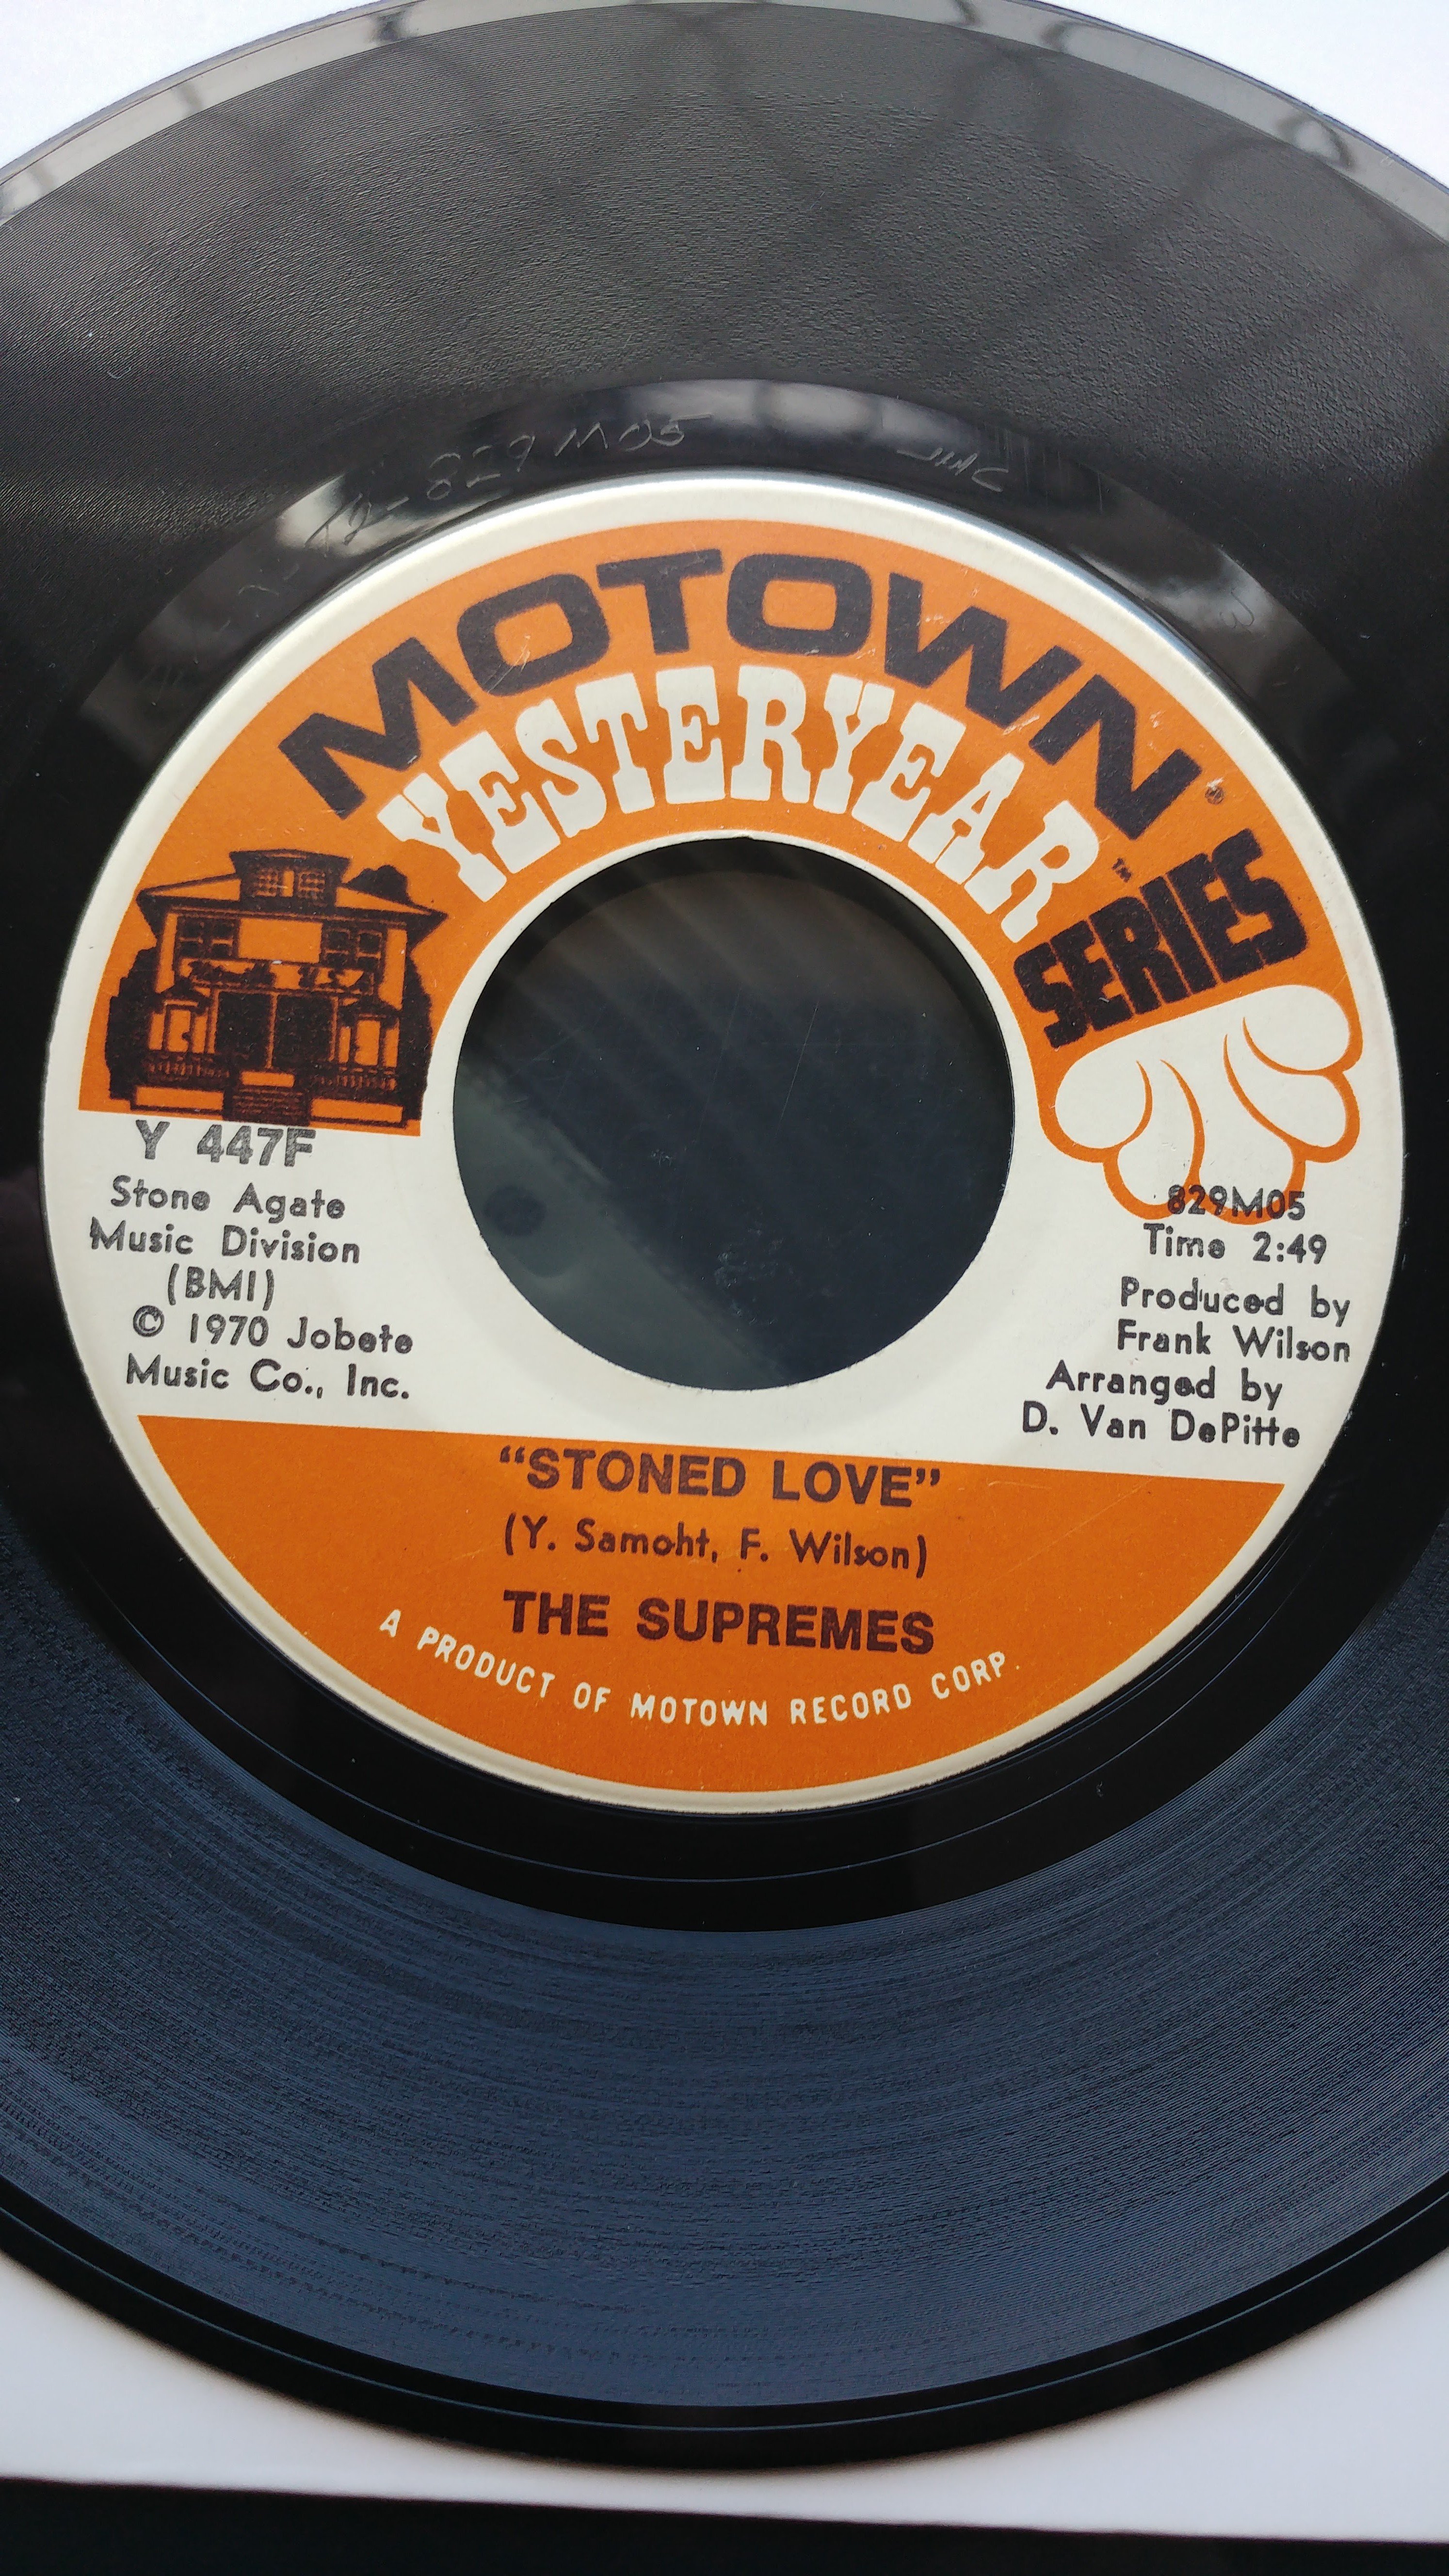 829M05
MOTOWN®
YESTERYEAR™
SERIES
Y 447F
Stone Agate
Music Division
(BMI)
© 1970 Jobete
Music Co., Inc.
829M05
Time 2:49
Produced by
Frank Wilson
Arranged by
D. Van DePitte
“STONED LOVE”
(Y. Samoht, F. Wilson)
THE SUPREMES
A PRODUCT OF MOTOWN RECORD CORP.